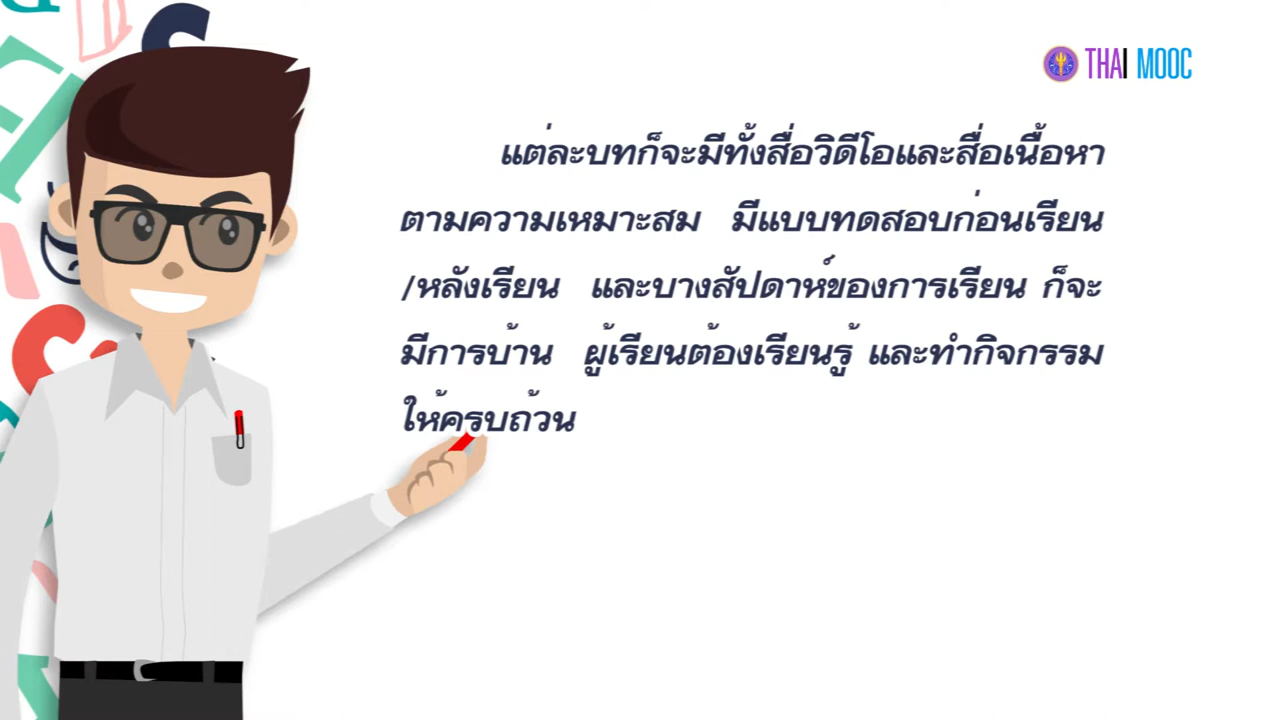 THAI MOOC
แต่ละบทก็จะมีทั้งสื่อวิดีโอและสื่อเนื้อหา
ตามความเหมาะสม มีแบบทดสอบก่อนเรียน
/หลังเรียน และบางสัปดาห์ของการเรียน ก็จะ
มีการบ้าน ผู้เรียนต้องเรียนรู้ และทำกิจกรรม
ให้ครบถ้วน